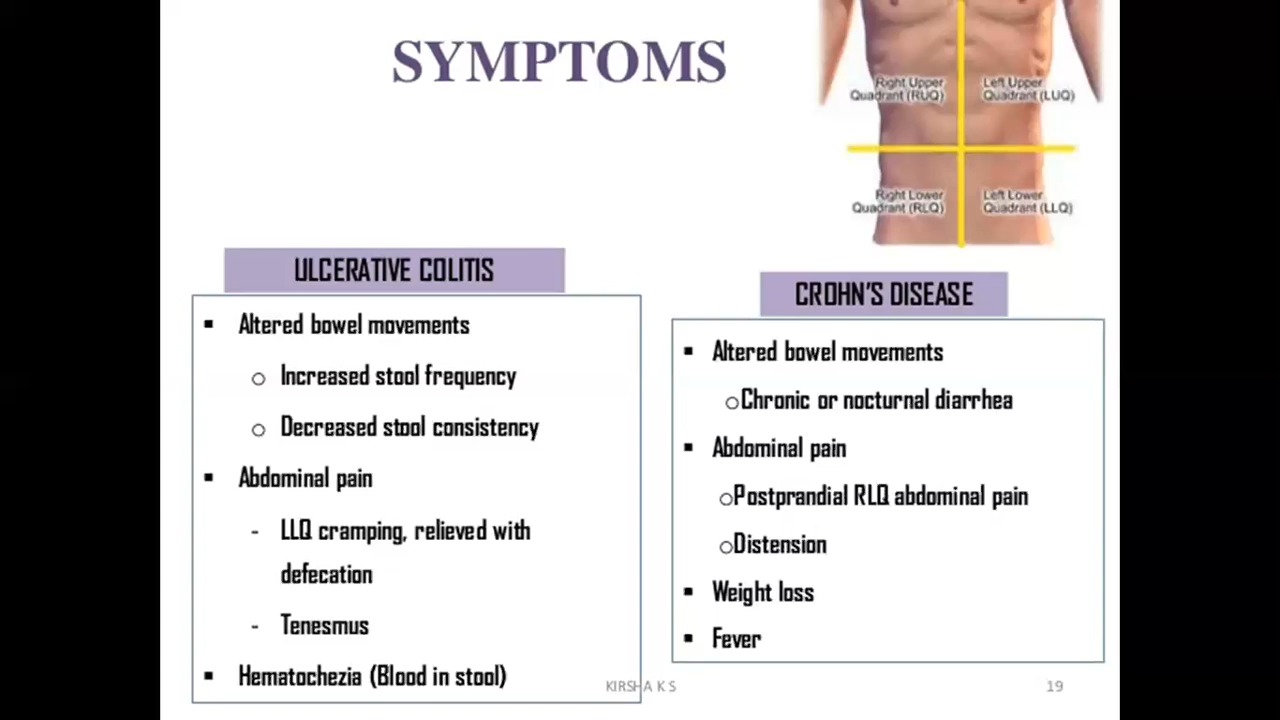 SYMPTOMS
Right Upper
Quadrant (RUQ)
Left Upper
Quadrant (LUQ)
Right Lower
Quadrant (RLQ)
Left Lower
Quadrant (LLQ)
ULCERATIVE COLITIS
▪ Altered bowel movements
o Increased stool frequency
o Decreased stool consistency
▪ Abdominal pain
- LLQ cramping, relieved with
defecation
- Tenesmus
▪ Hematochezia (Blood in stool)
CROHN'S DISEASE
▪ Altered bowel movements
oChronic or nocturnal diarrhea
▪ Abdominal pain
oPostprandial RLQ abdominal pain
oDistension
▪ Weight loss
▪ Fever
KIRSHA K S
19